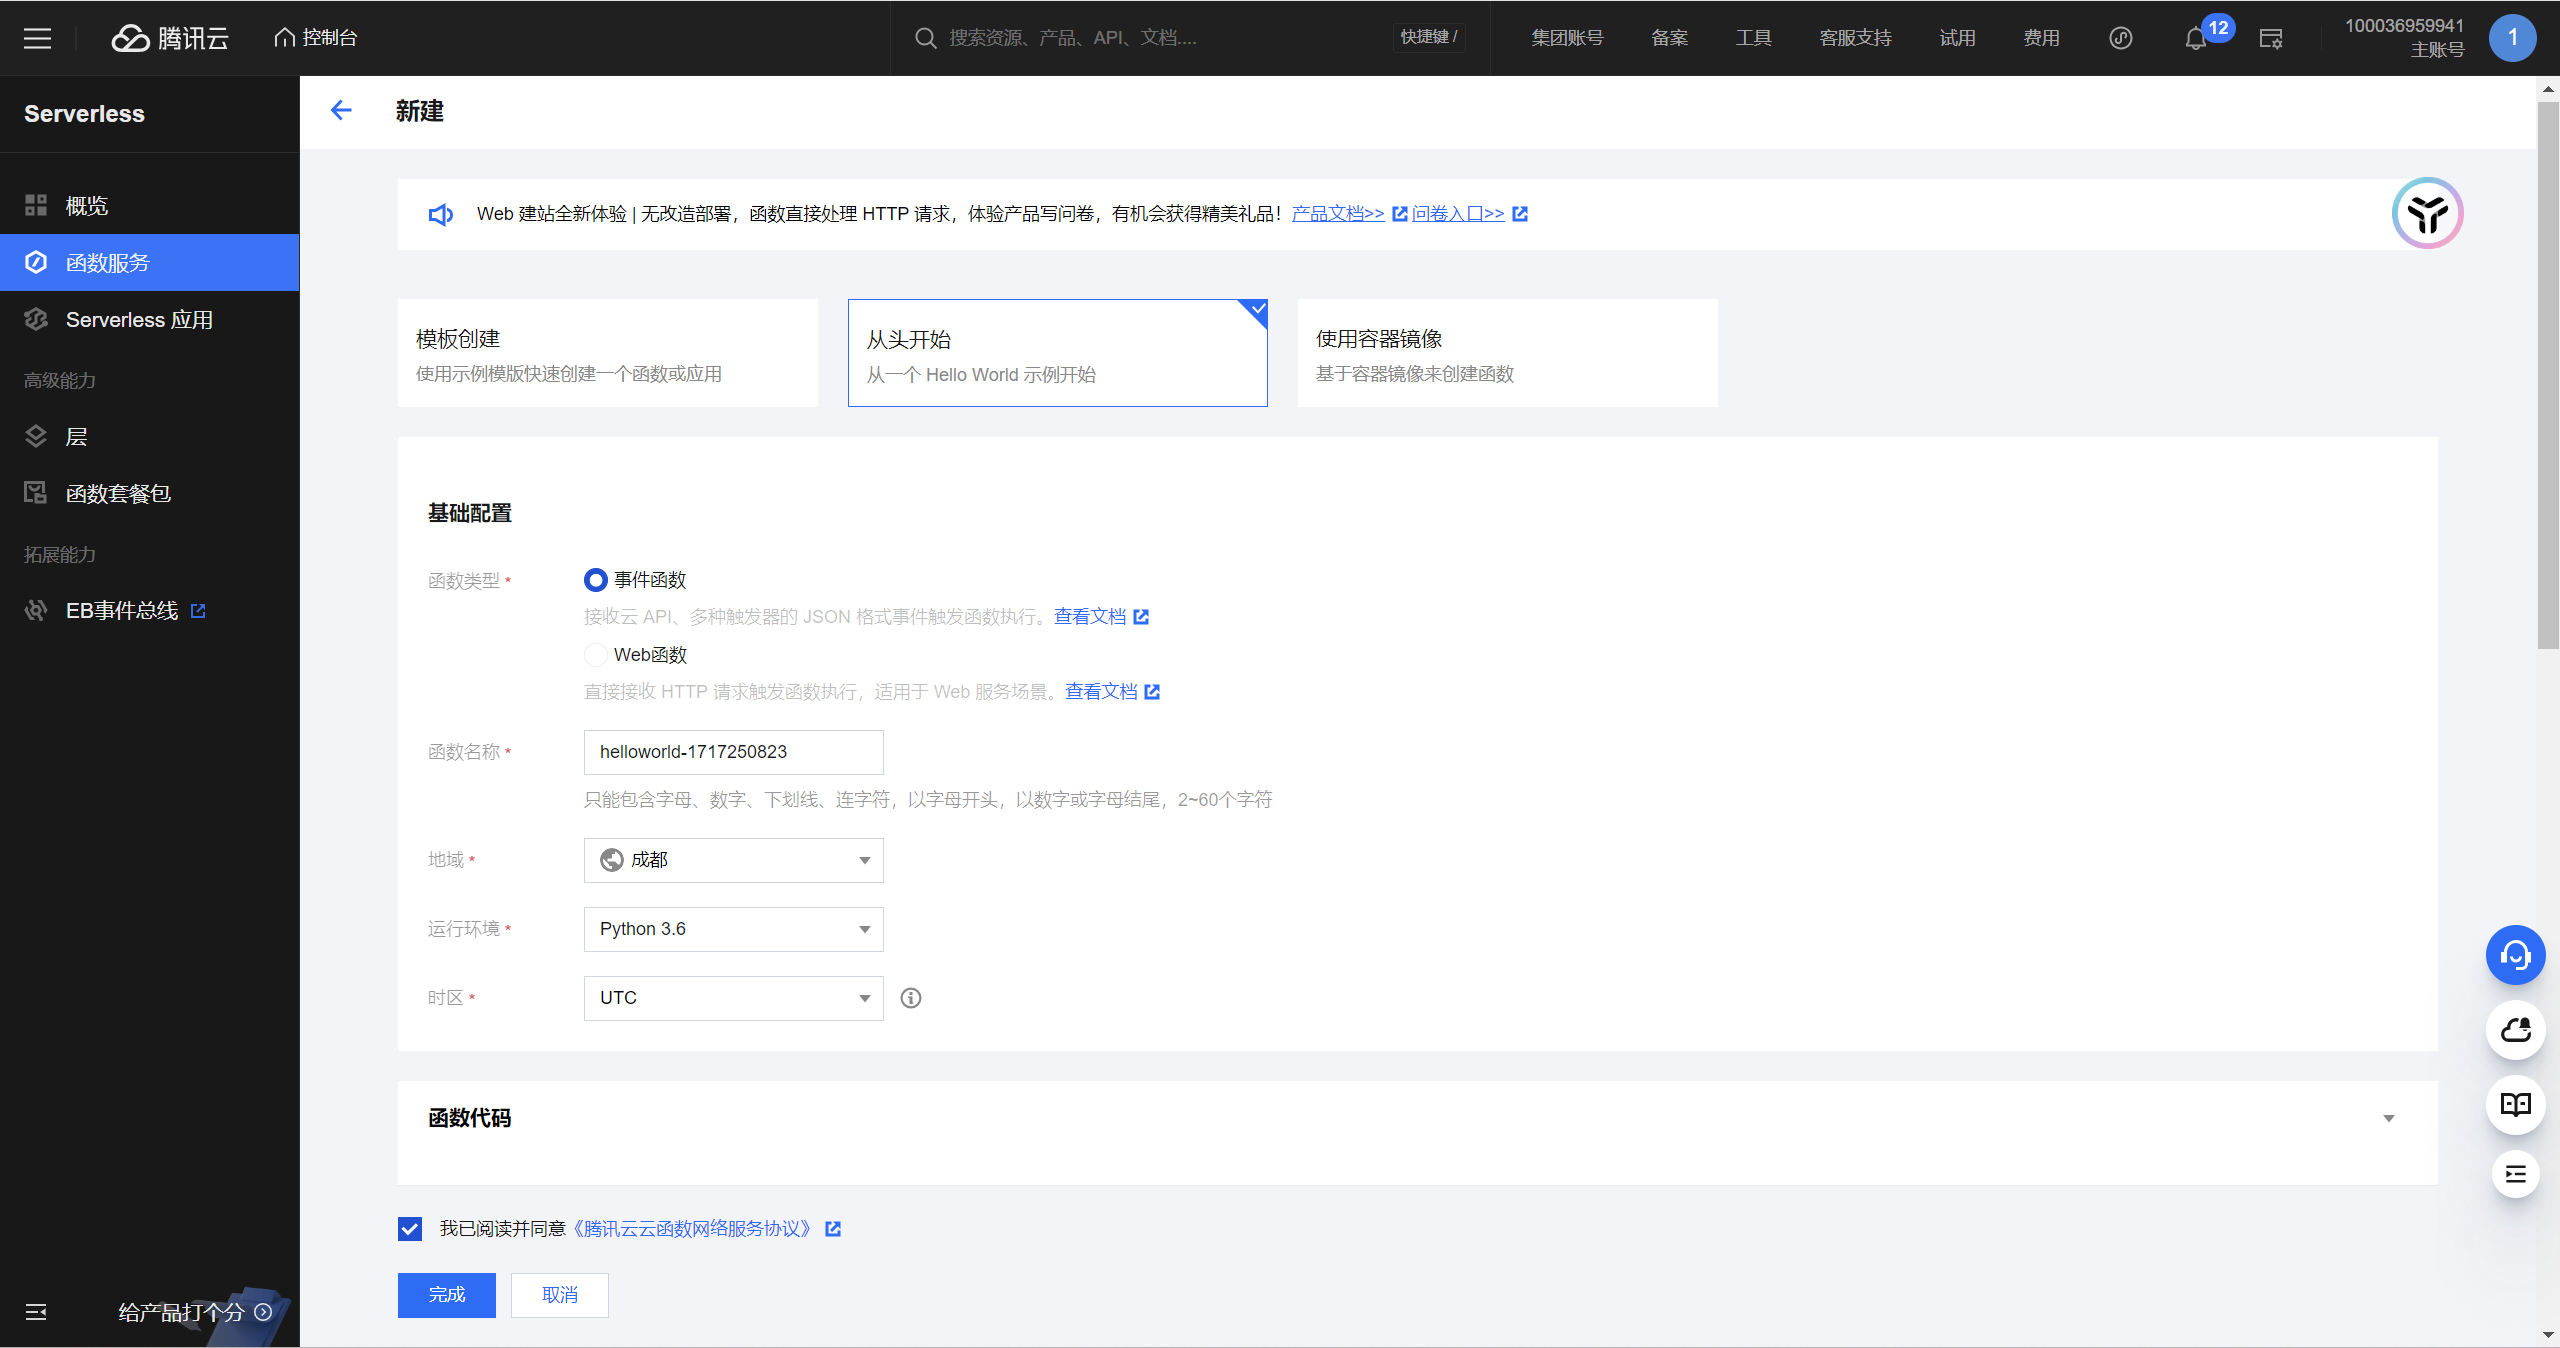 腾讯云
控制台
搜索资源、产品、API、文档....
快捷键 /
集团账号
备案
工具
客服支持
试用
费用
12
100036959941
主账号
1
Serverless
概览
函数服务
Serverless 应用
高级能力
层
函数套餐包
拓展能力
EB事件总线
给产品打个分
新建
Web 建站全新体验 | 无改造部署，函数直接处理 HTTP 请求，体验产品写问卷，有机会获得精美礼品！产品文档>> 问卷入口>>
模板创建
使用示例模版快速创建一个函数或应用
从头开始
从一个 Hello World 示例开始
使用容器镜像
基于容器镜像来创建函数
基础配置
函数类型 *
事件函数
接收云 API、多种触发器的 JSON 格式事件触发函数执行。查看文档
Web函数
直接接收 HTTP 请求触发函数执行，适用于 Web 服务场景。查看文档
函数名称 *
helloworld-1717250823
只能包含字母、数字、下划线、连字符，以字母开头，以数字或字母结尾，2~60个字符
地域 *
成都
运行环境 *
Python 3.6
时区 *
UTC
函数代码
我已阅读并同意《腾讯云云函数网络服务协议》
完成
取消